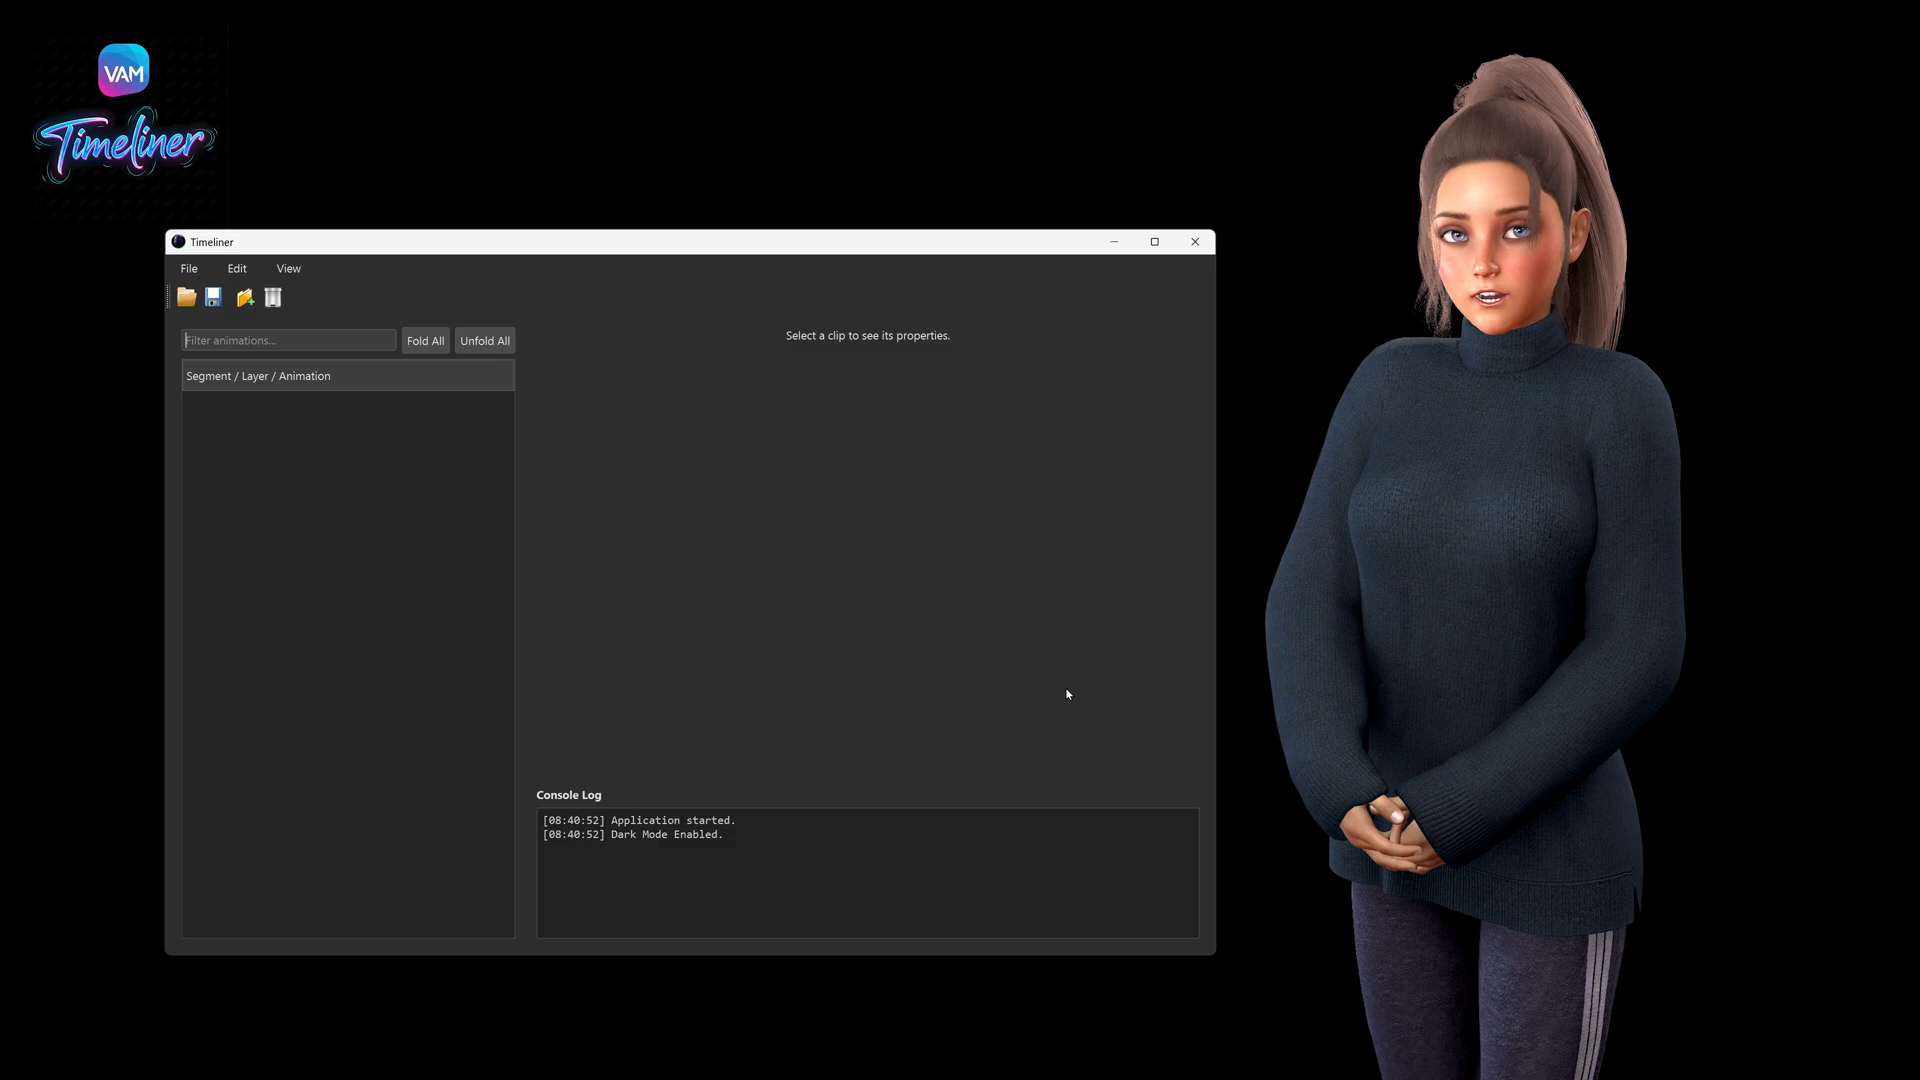 VAM
Timeliner
Timeliner
File Edit View
Filter animations...
Fold All
Unfold All
Segment / Layer / Animation
Select a clip to see its properties.
Console Log
[08:40:52] Application started.
[08:40:52] Dark Mode Enabled.